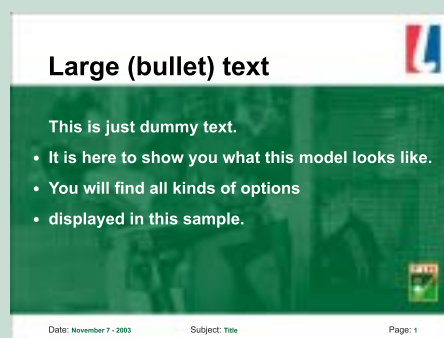 Large (bullet) text
This is just dummy text.
• It is here to show you what this model looks like.
• You will find all kinds of options
• displayed in this sample.
Date: November 7 - 2003 Subject: Title Page: 1